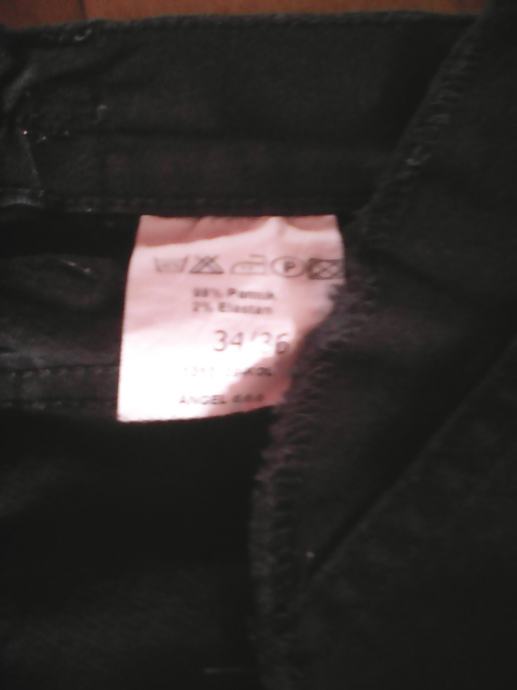 P
98% Pamuk
2% Elastan
34/36
ANGEL